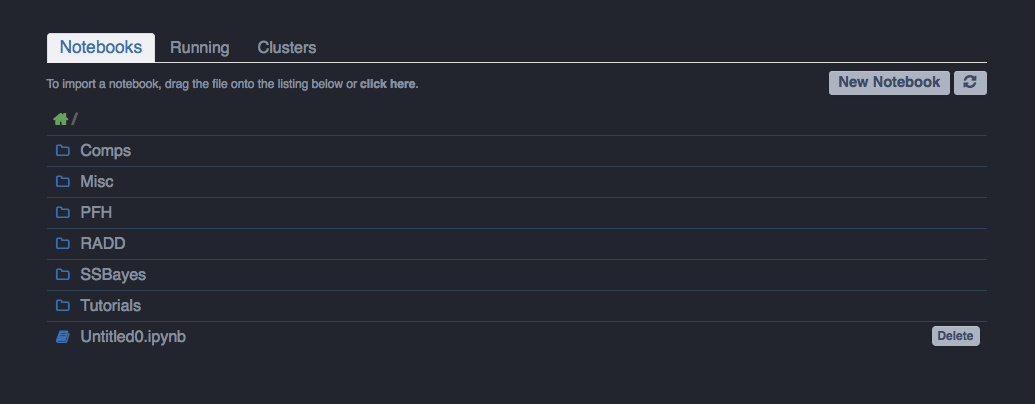 Notebooks Running Clusters
To import a notebook, drag the file onto the listing below or click here. New Notebook
/
Comps
Misc
PFH
RADD
SSBayes
Tutorials
Untitled0.ipynb Delete